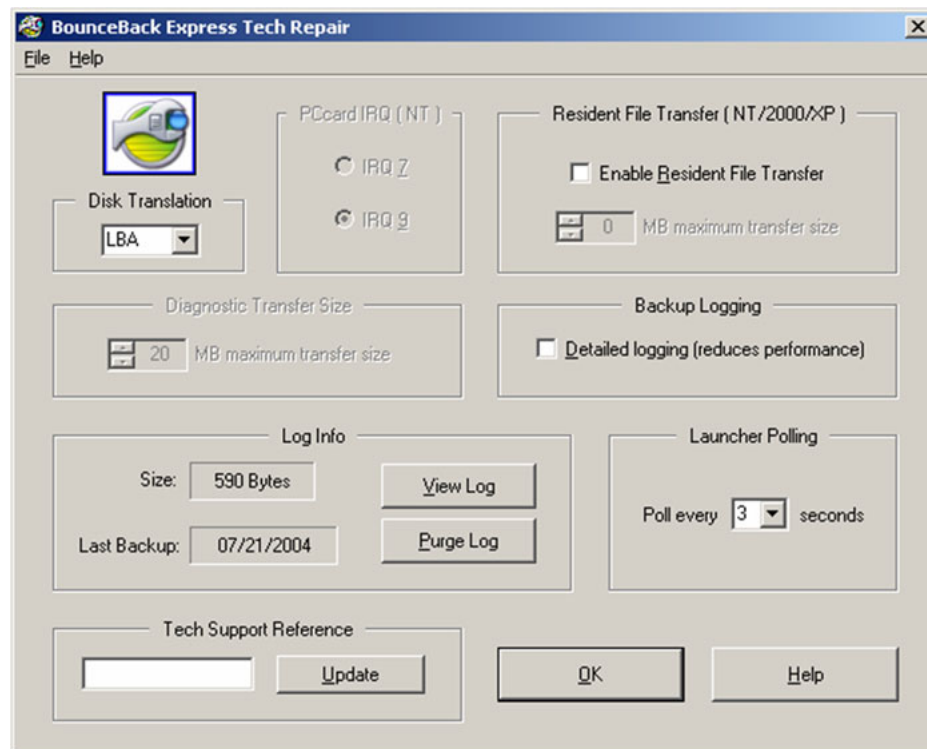 BounceBack Express Tech Repair
File Help
PCcard IRQ ( NT )
IRQ 7
IRQ 9
Resident File Transfer ( NT/2000/XP )
Enable Resident File Transfer
0 MB maximum transfer size
Disk Translation
LBA
Diagnostic Transfer Size
20 MB maximum transfer size
Backup Logging
Detailed logging (reduces performance)
Log Info
Size: 590 Bytes
View Log
Last Backup: 07/21/2004
Purge Log
Launcher Polling
Poll every 3 seconds
Tech Support Reference
Update
OK
Help